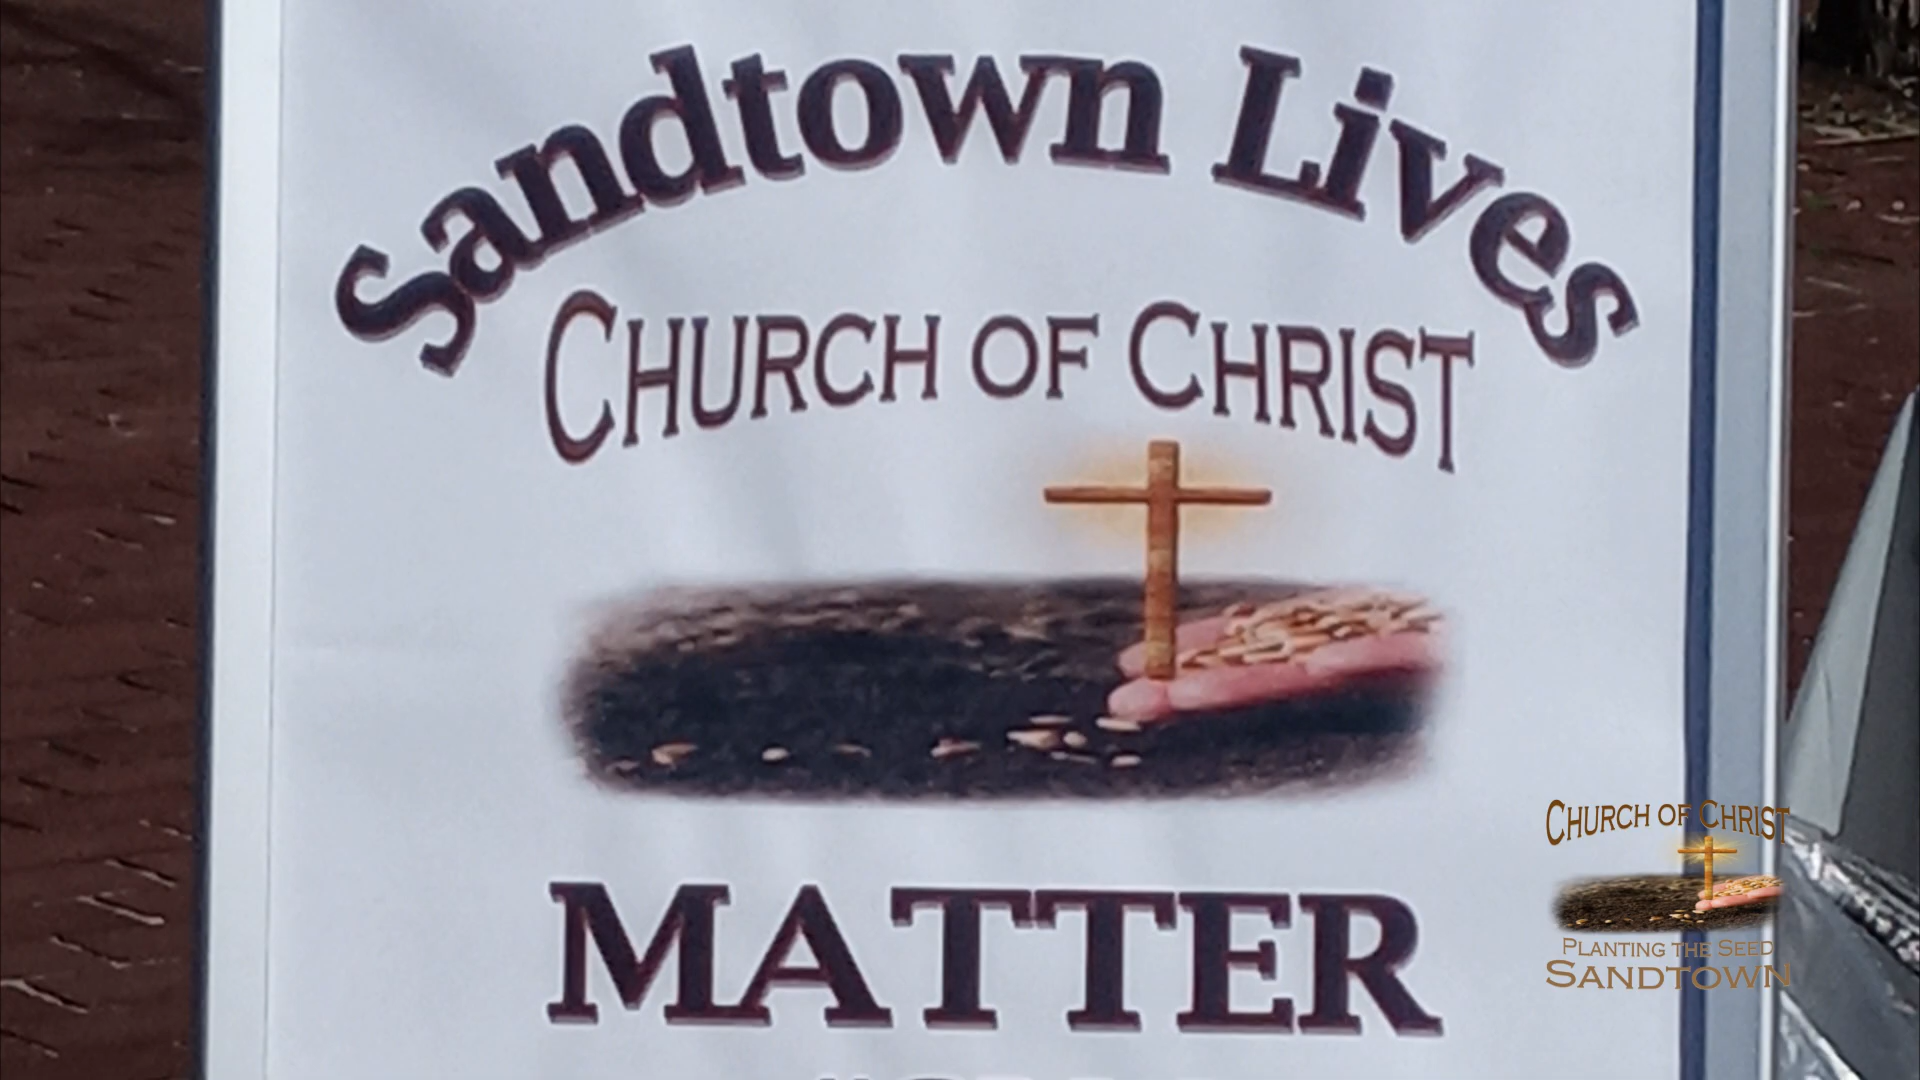 Sandtown Lives
CHURCH OF CHRIST
MATTER
CHURCH OF CHRIST
PLANTING THE SEED
SANDTOWN